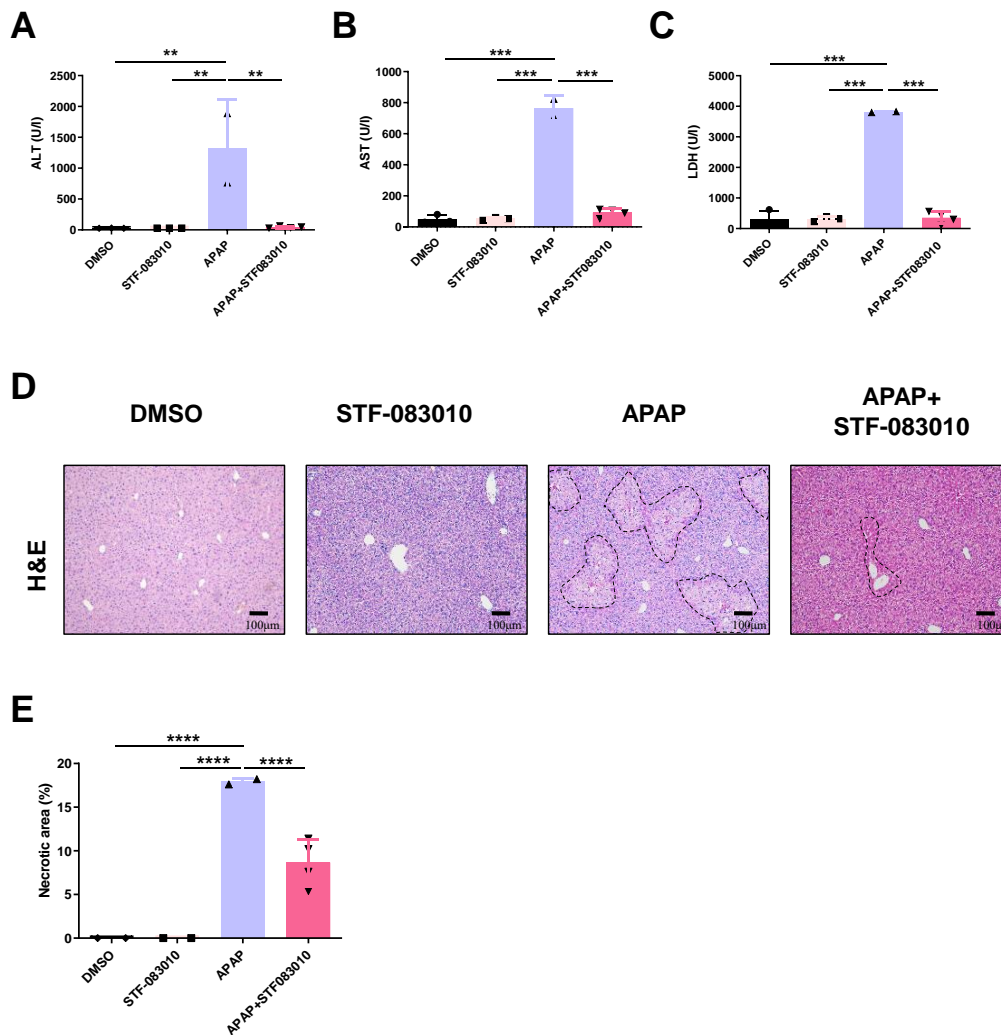 A
B
C
**
** **
2500
2000
1500
1000
500
0
ALT (U/l)
DMSO
STF-083010
APAP
APAP+STF083010
***
*** ***
1000
800
600
400
200
0
AST (U/l)
DMSO
STF-083010
APAP
APAP+STF083010
***
*** ***
5000
4000
3000
2000
1000
0
LDH (U/l)
DMSO
STF-083010
APAP
APAP+STF083010
D
DMSO
STF-083010
APAP
APAP+
STF-083010
H&E
100μm
100μm
100μm
100μ
E
****
**** ****
20
15
10
5
0
Necrotic area (%)
DMSO
STF-083010
APAP
APAP+STF083010